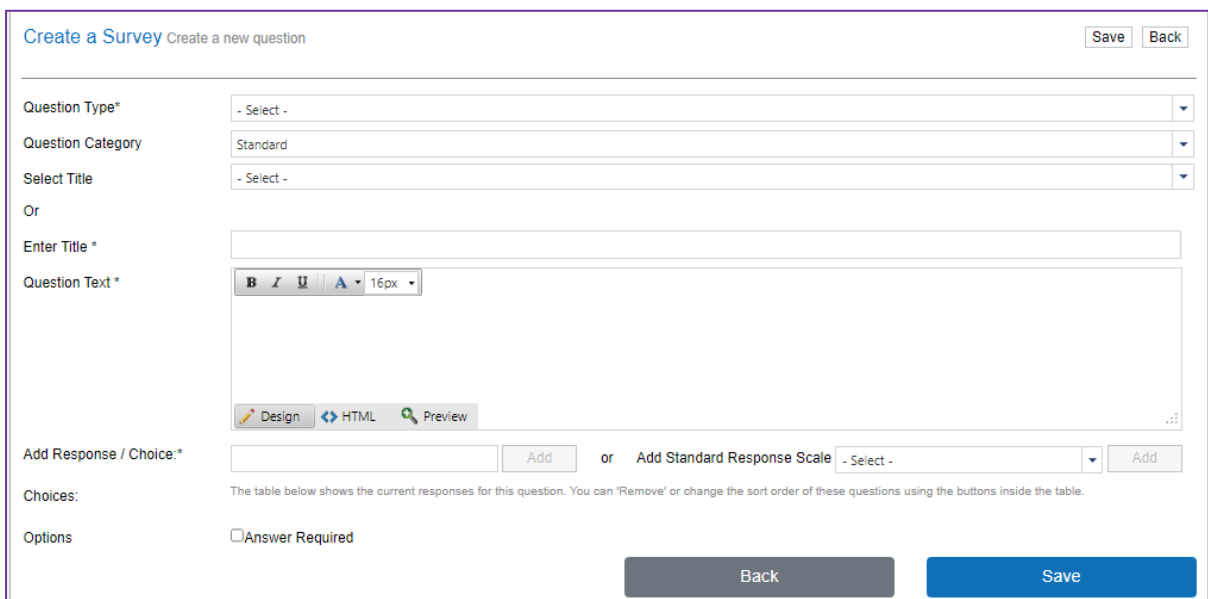 Create a Survey Create a new question Save Back
Question Type* - Select -
Question Category Standard
Select Title - Select -
Or
Enter Title *
Question Text * B I U A 16px
Design HTML Preview
Add Response / Choice:* Add or Add Standard Response Scale - Select - Add
Choices: The table below shows the current responses for this question. You can 'Remove' or change the sort order of these questions using the buttons inside the table.
Options Answer Required
Back Save